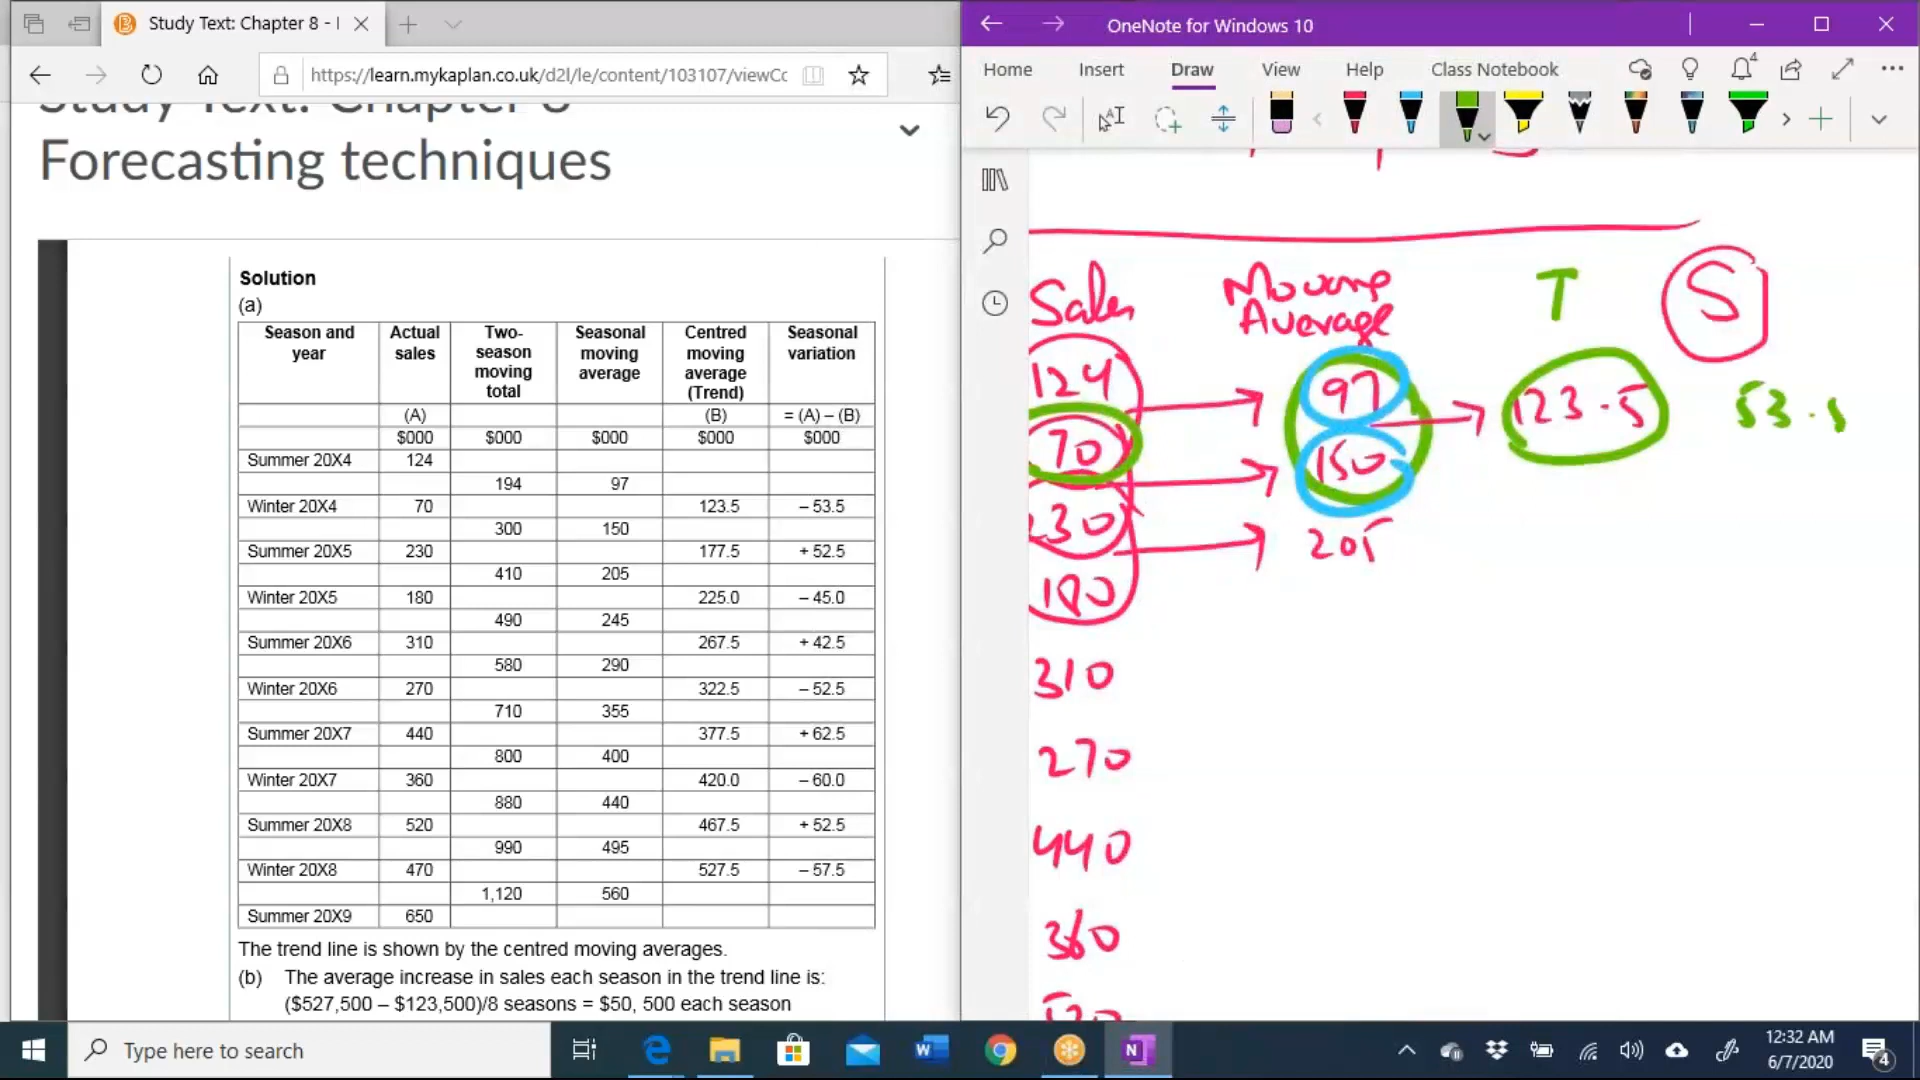 Study Text: Chapter 8 - I
https://learn.mykaplan.co.uk/d2l/le/content/103107/viewCc
Study Text: Chapter 8
Forecasting techniques
Solution
(a)
Season and year Actual sales Two-season moving total Seasonal moving average Centred moving average (Trend) Seasonal variation
(A) (B) = (A) – (B)
$000 $000 $000 $000 $000
Summer 20X4 124
194 97
Winter 20X4 70 123.5 – 53.5
300 150
Summer 20X5 230 177.5 + 52.5
410 205
Winter 20X5 180 225.0 – 45.0
490 245
Summer 20X6 310 267.5 + 42.5
580 290
Winter 20X6 270 322.5 – 52.5
710 355
Summer 20X7 440 377.5 + 62.5
800 400
Winter 20X7 360 420.0 – 60.0
880 440
Summer 20X8 520 467.5 + 52.5
990 495
Winter 20X8 470 527.5 – 57.5
1,120 560
Summer 20X9 650
The trend line is shown by the centred moving averages.
(b) The average increase in sales each season in the trend line is:
($527,500 – $123,500)/8 seasons = $50, 500 each season
OneNote for Windows 10
Home Insert Draw View Help Class Notebook
4
Sales Moving Average T S
124 97 123.5 53.5
70 150
230 205
180
310
270
440
360
520
Type here to search
12:32 AM
6/7/2020
4